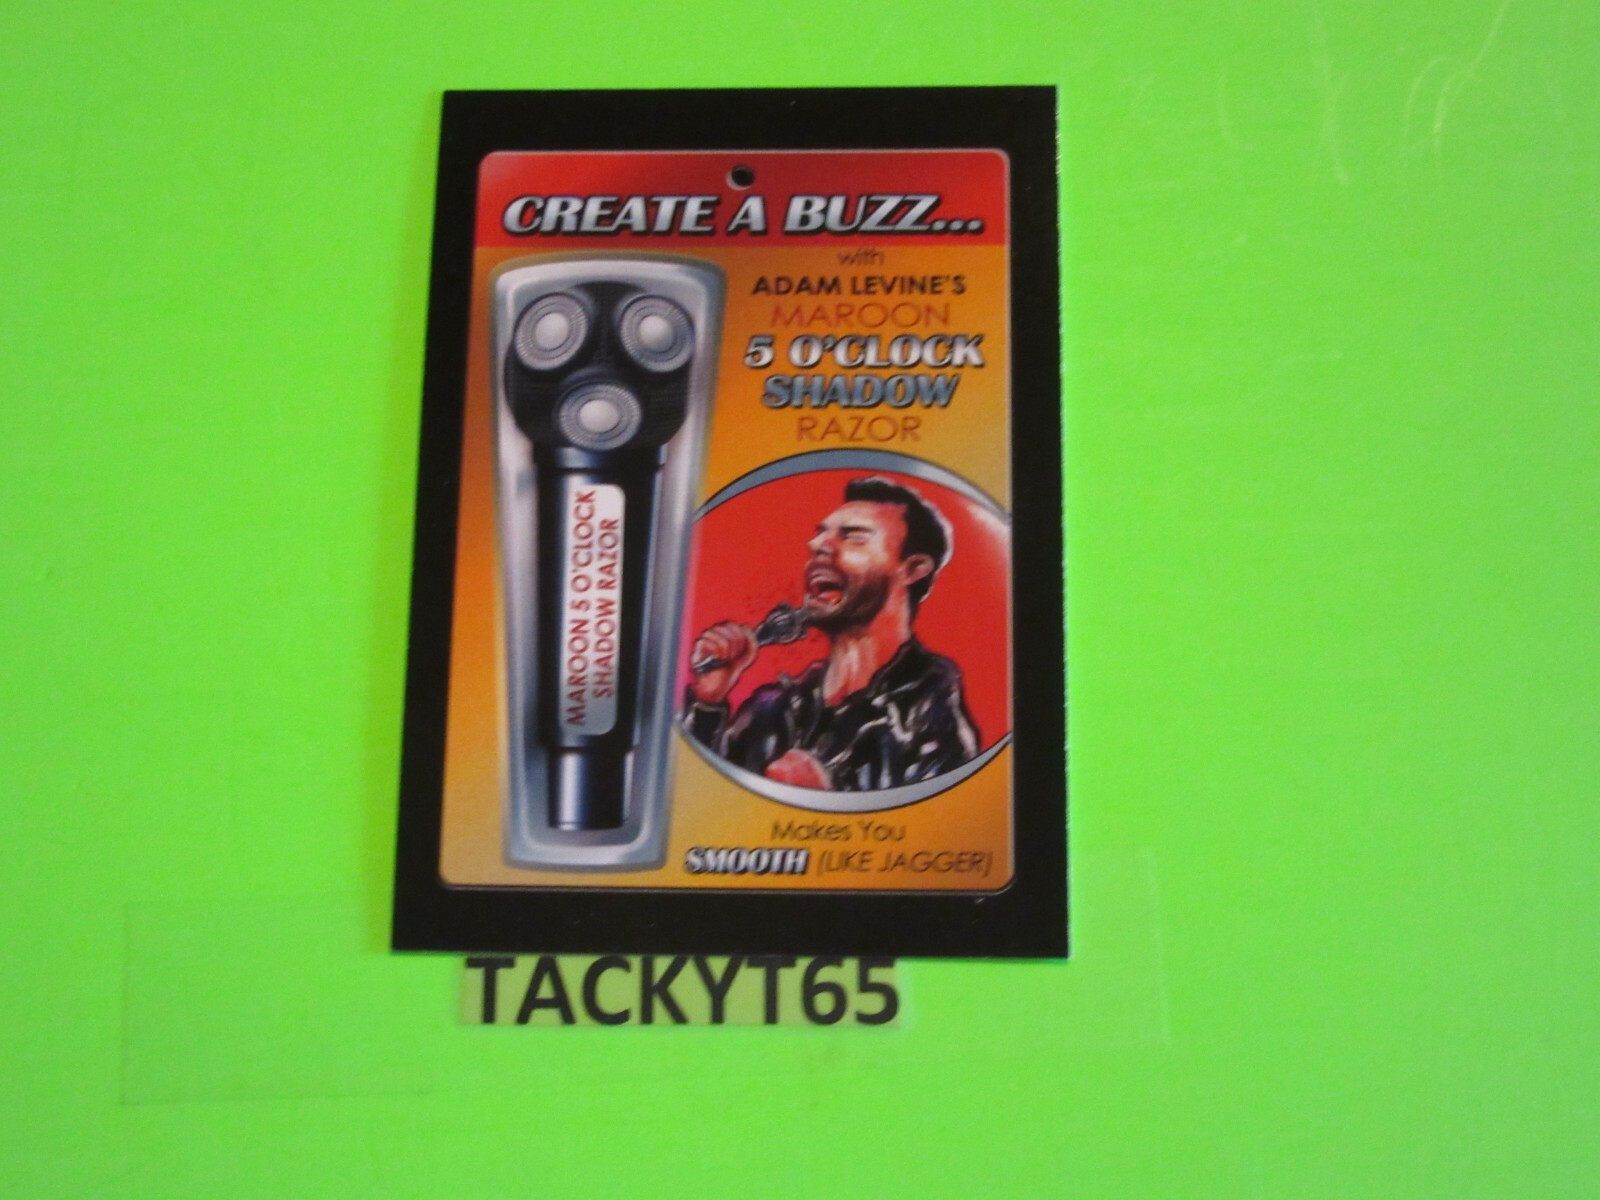 CREATE A BUZZ...
with
ADAM LEVINE'S
MAROON
5 O'CLOCK
SHADOW
RAZOR
MAROON 5 O'CLOCK
SHADOW RAZOR
Makes You
SMOOTH (LIKE JAGGER)
TACKYT65